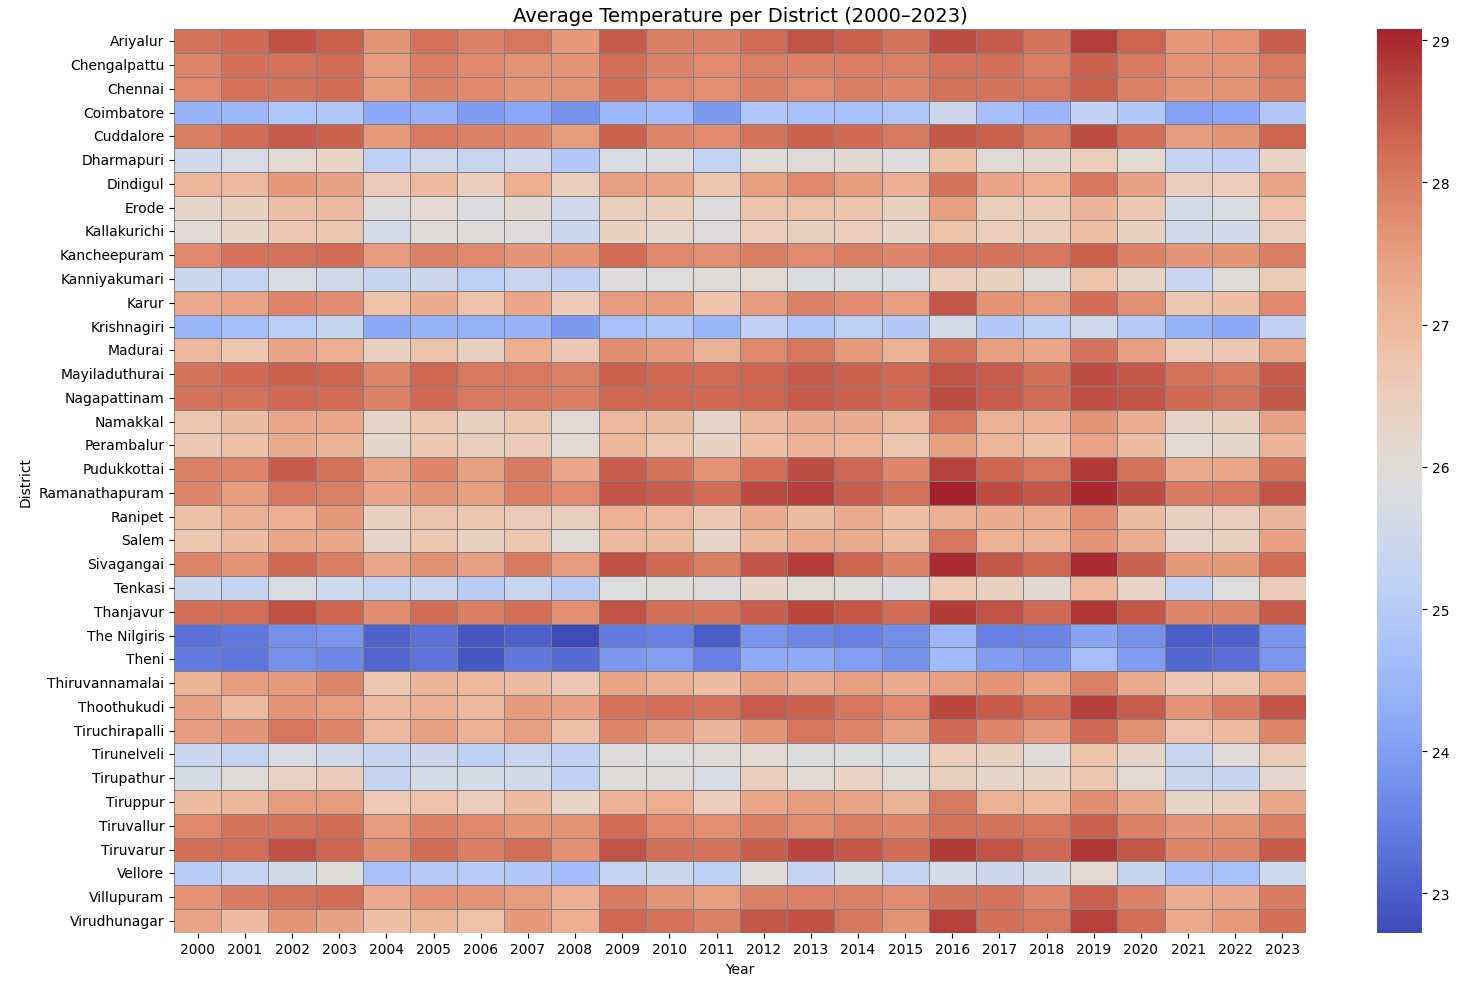 Average Temperature per District (2000–2023)
District
Ariyalur
Chengalpattu
Chennai
Coimbatore
Cuddalore
Dharmapuri
Dindigul
Erode
Kallakurichi
Kancheepuram
Kanniyakumari
Karur
Krishnagiri
Madurai
Mayiladuthurai
Nagapattinam
Namakkal
Perambalur
Pudukkottai
Ramanathapuram
Ranipet
Salem
Sivagangai
Tenkasi
Thanjavur
The Nilgiris
Theni
Thiruvannamalai
Thoothukudi
Tiruchirapalli
Tirunelveli
Tirupathur
Tiruppur
Tiruvallur
Tiruvarur
Vellore
Villupuram
Virudhunagar
2000 2001 2002 2003 2004 2005 2006 2007 2008 2009 2010 2011 2012 2013 2014 2015 2016 2017 2018 2019 2020 2021 2022 2023
Year
29
28
27
26
25
24
23